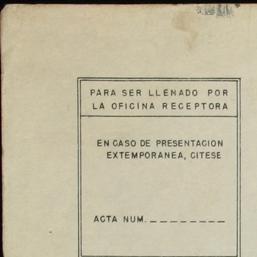 PARA SER LLENADO POR
LA OFICINA RECEPTORA
EN CASO DE PRESENTACION
EXTEMPORANEA, CITESE
ACTA NUM. ________